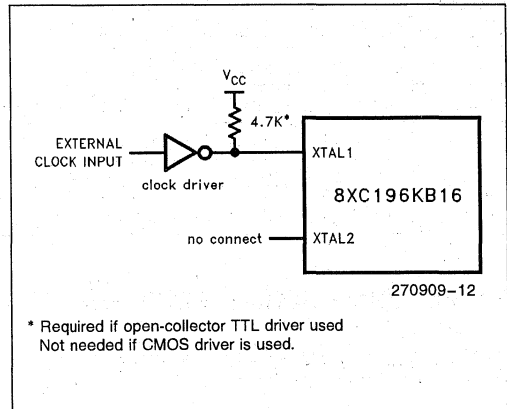 VCC
4.7K*
EXTERNAL
CLOCK INPUT
clock driver
XTAL1
8XC196KB16
no connect
XTAL2
270909-12
* Required if open-collector TTL driver used
Not needed if CMOS driver is used.